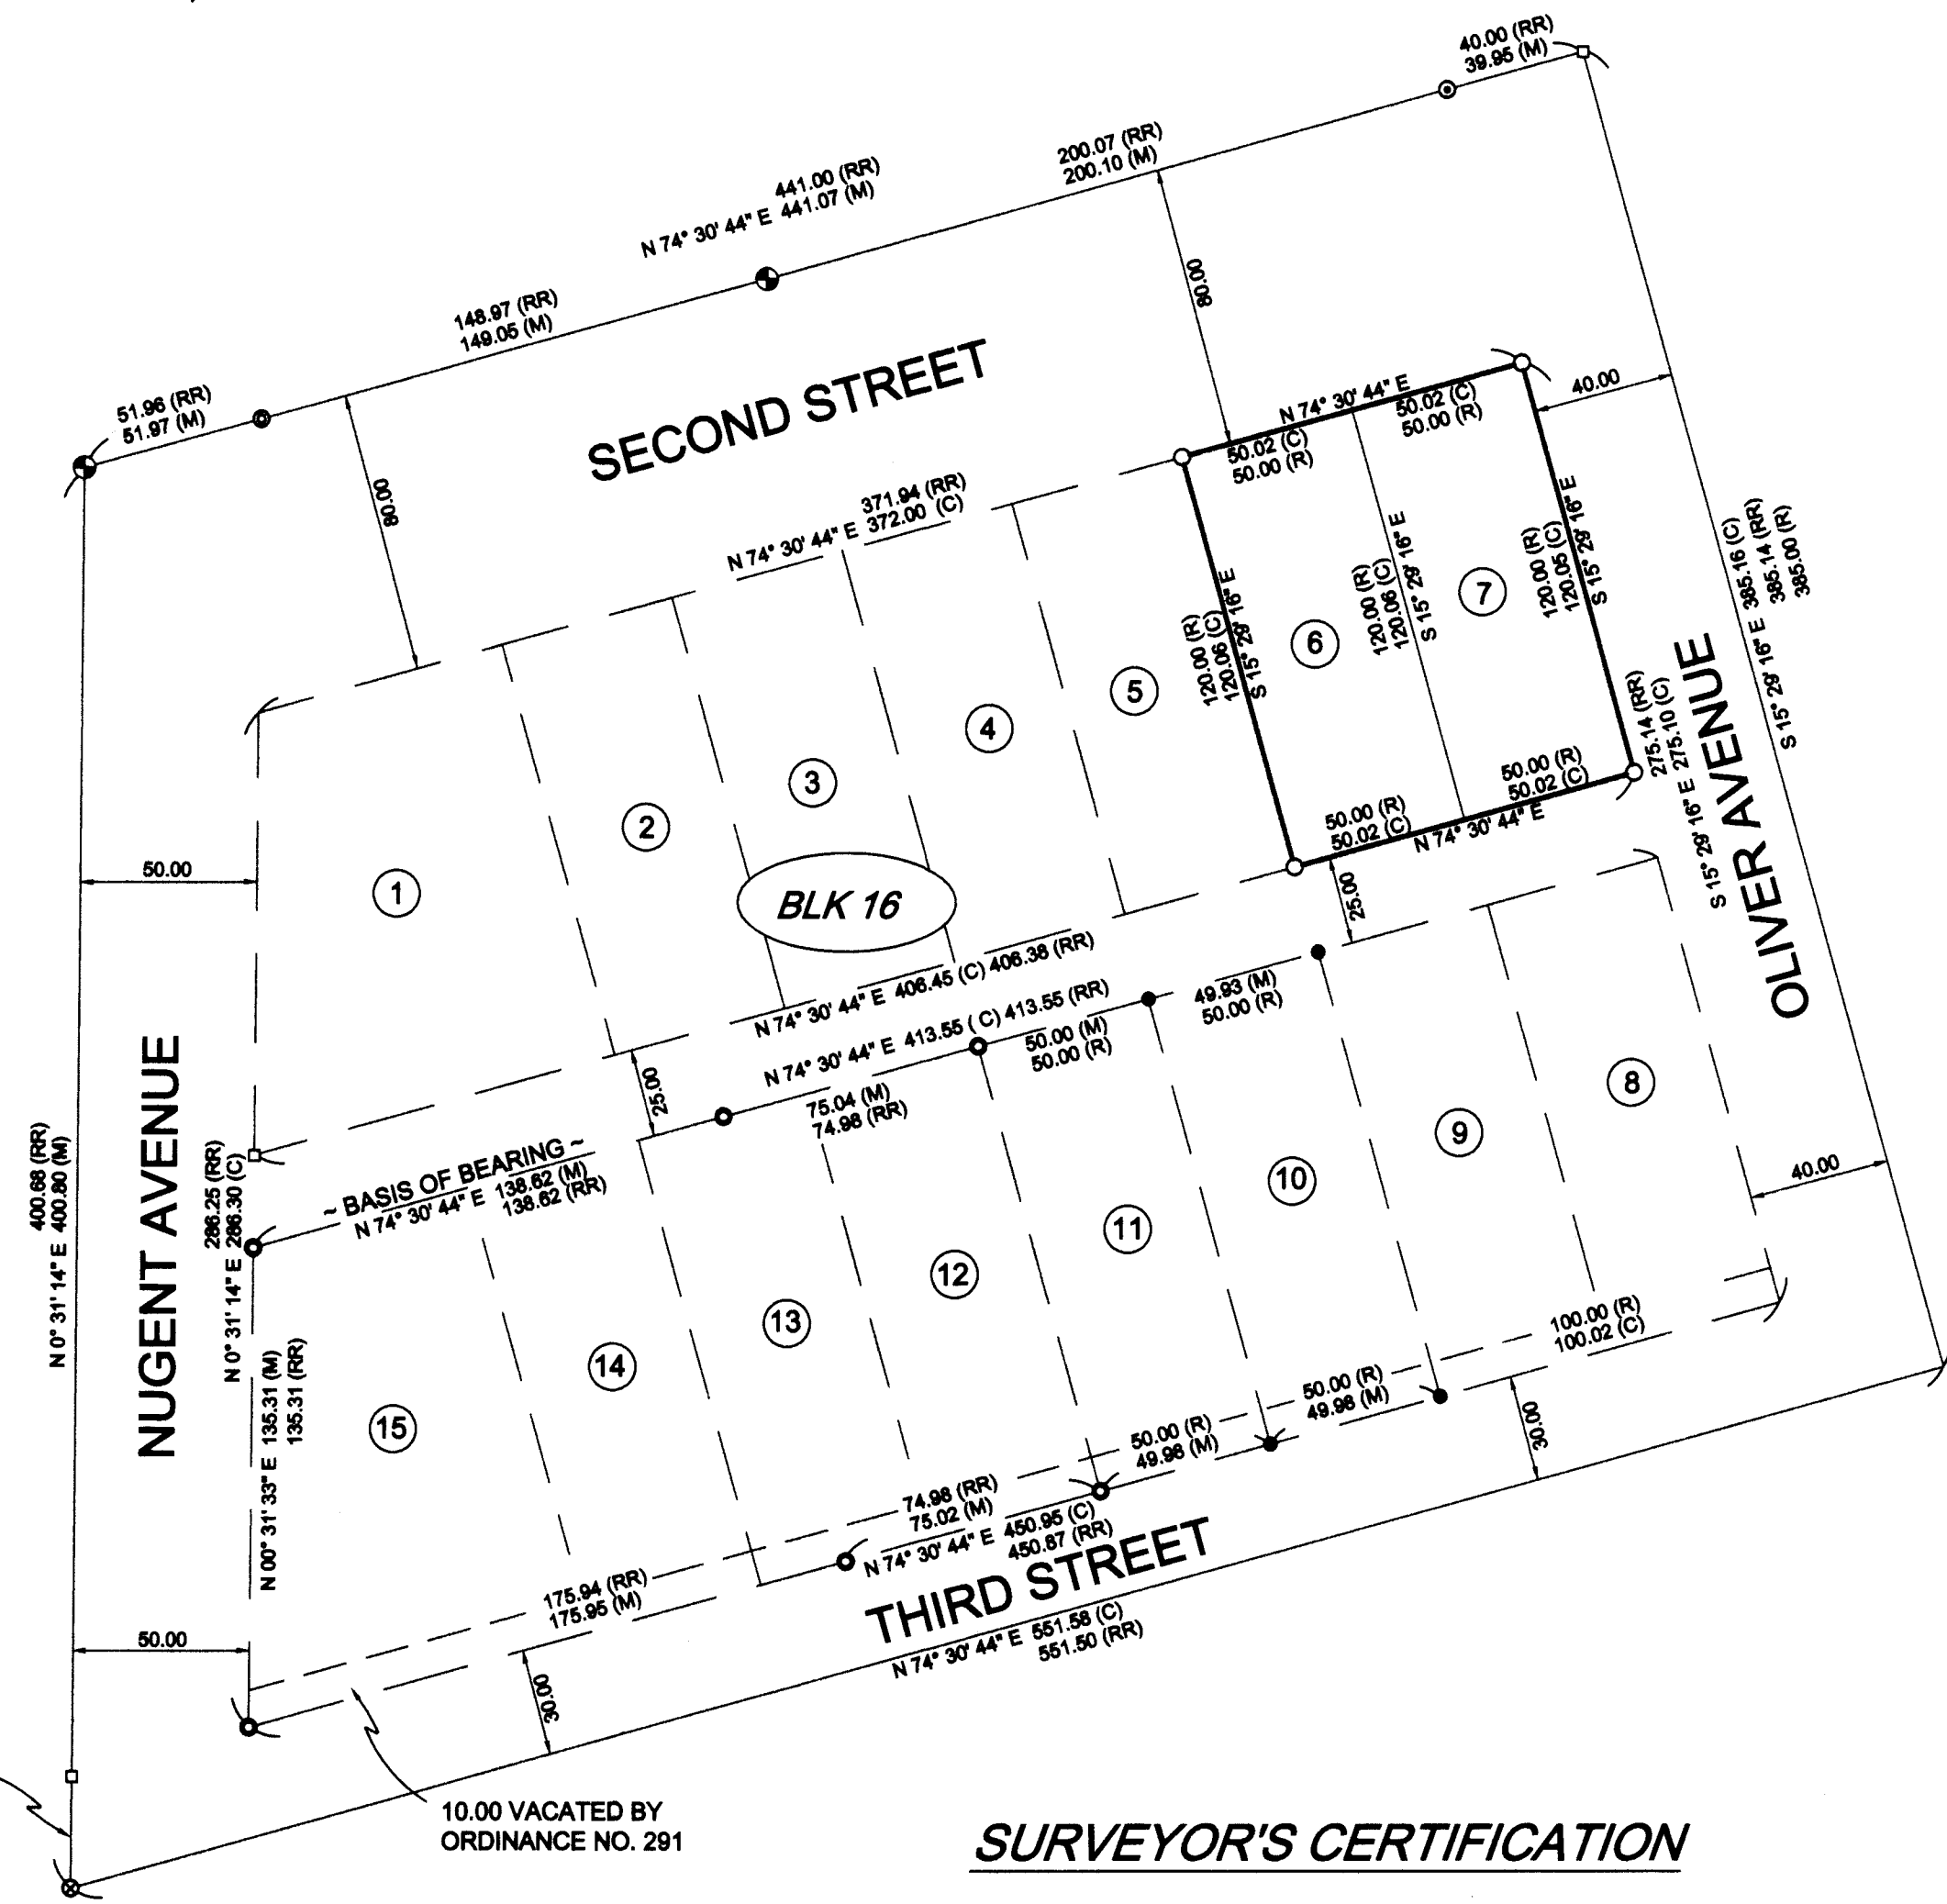 40.00 (RR)
39.95 (M)
200.07 (RR)
200.10 (M)
441.00 (RR)
N 74° 30' 44" E 441.07 (M)
148.97 (RR)
149.05 (M)
51.96 (RR)
51.97 (M)
80.00
80.00
SECOND STREET
N 74° 30' 44" E
50.02 (C)
50.00 (R)
50.02 (C)
50.00 (R)
40.00
371.94 (RR)
N 74° 30' 44" E 372.00 (C)
120.00 (R)
120.06 (C)
S 15° 29' 16" E
120.00 (R)
120.06 (C)
S 15° 29' 16" E
120.00 (R)
120.05 (C)
S 15° 29' 16" E
S 15° 29' 16" E 385.16 (C)
385.14 (RR)
385.00 (R)
275.14 (RR)
S 15° 29' 16" E 275.10 (C)
OLIVER AVENUE
1
2
3
4
5
6
7
50.00 (R)
50.02 (C)
50.00 (R)
50.02 (C)
N 74° 30' 44" E
50.00
BLK 16
25.00
N 74° 30' 44" E 406.45 (C) 406.38 (RR)
N 74° 30' 44" E 413.55 ( C) 413.55 (RR)
49.93 (M)
50.00 (R)
50.00 (M)
50.00 (R)
75.04 (M)
74.98 (RR)
25.00
~ BASIS OF BEARING ~
N 74° 30' 44" E 138.62 (M)
138.62 (RR)
NUGENT AVENUE
400.68 (RR)
N 0° 31' 14" E 400.80 (M)
286.25 (RR)
N 0° 31' 14" E 286.30 (C)
N 00° 31' 33" E 135.31 (M)
135.31 (RR)
8
9
10
11
12
13
14
15
40.00
100.00 (R)
100.02 (C)
50.00 (R)
49.98 (M)
50.00 (R)
49.98 (M)
30.00
74.98 (RR)
75.02 (M)
N 74° 30' 44" E 450.95 (C)
450.87 (RR)
THIRD STREET
175.94 (RR)
175.95 (M)
N 74° 30' 44" E 551.58 (C)
551.50 (RR)
50.00
30.00
10.00 VACATED BY
ORDINANCE NO. 291
SURVEYOR'S CERTIFICATION